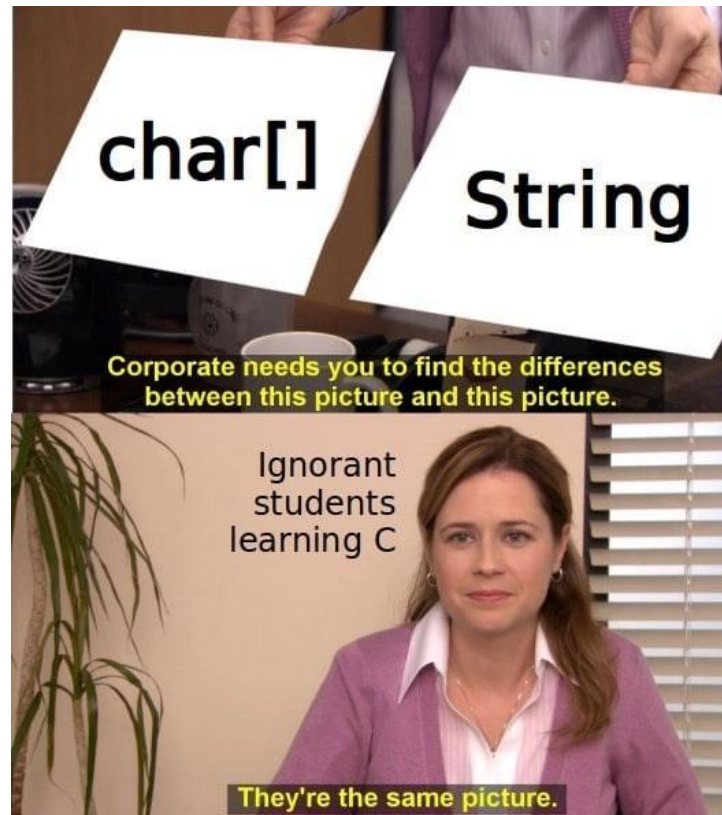 char[]
String
Corporate needs you to find the differences
between this picture and this picture.
Ignorant
students
learning C
They're the same picture.